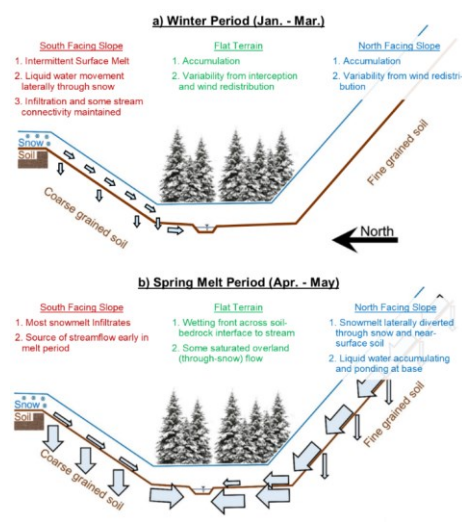 a) Winter Period (Jan. - Mar.)
South Facing Slope
1. Intermittent Surface Melt
2. Liquid water movement
laterally through snow
3. Infiltration and some stream
connectivity maintained
Flat Terrain
1. Accumulation
2. Variability from interception
and wind redistribution
North Facing Slope
1. Accumulation
2. Variability from wind redistri-
bution
Snow
Soil
Coarse grained soil
Fine grained soil
North
b) Spring Melt Period (Apr. - May)
South Facing Slope
1. Most snowmelt Infiltrates
2. Source of streamflow early in
melt period
Flat Terrain
1. Wetting front across soil-
bedrock interface to stream
2. Some saturated overland
(through-snow) flow
North Facing Slope
1. Snowmelt laterally diverted
through snow and near-
surface soil
2. Liquid water accumulating
and ponding at base
Snow
Soil
Coarse grained soil
Fine grained soil